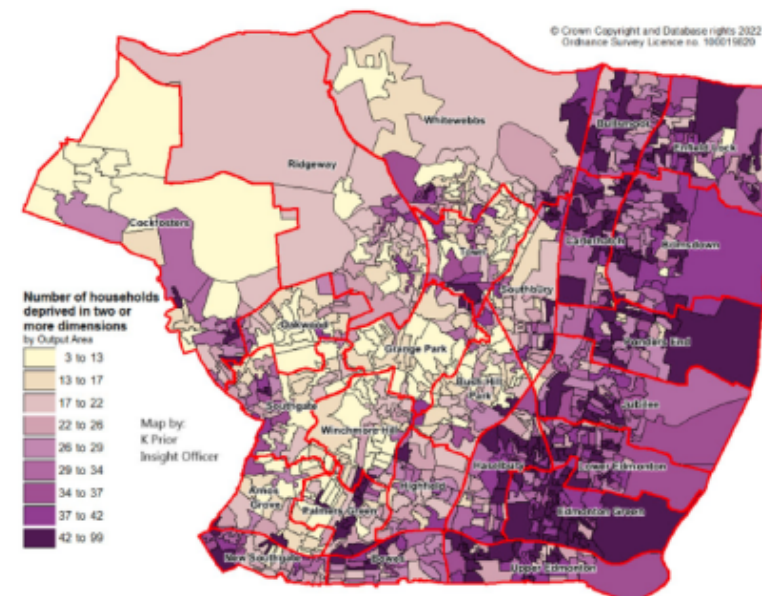 © Crown Copyright and Database rights 2022
Ordnance Survey Licence no. 100019820
Whitewebbs
Bullsmoor
Enfield Lock
Ridgeway
Cockfosters
Town
Carterhatch
Brimsdown
Southbury
Number of households
deprived in two or
more dimensions
by Output Area
3 to 13
13 to 17
17 to 22
22 to 26
26 to 29
29 to 34
34 to 37
37 to 42
42 to 99
Map by:
K Prior
Insight Officer
Oakwood
Grange Park
Ponders End
Bush Hill
Park
Jubilee
Southgate
Winchmore Hill
Haselbury
Lower Edmonton
Highfield
Arnos
Grove
Palmers Green
Edmonton Green
New Southgate
Bowes
Upper Edmonton